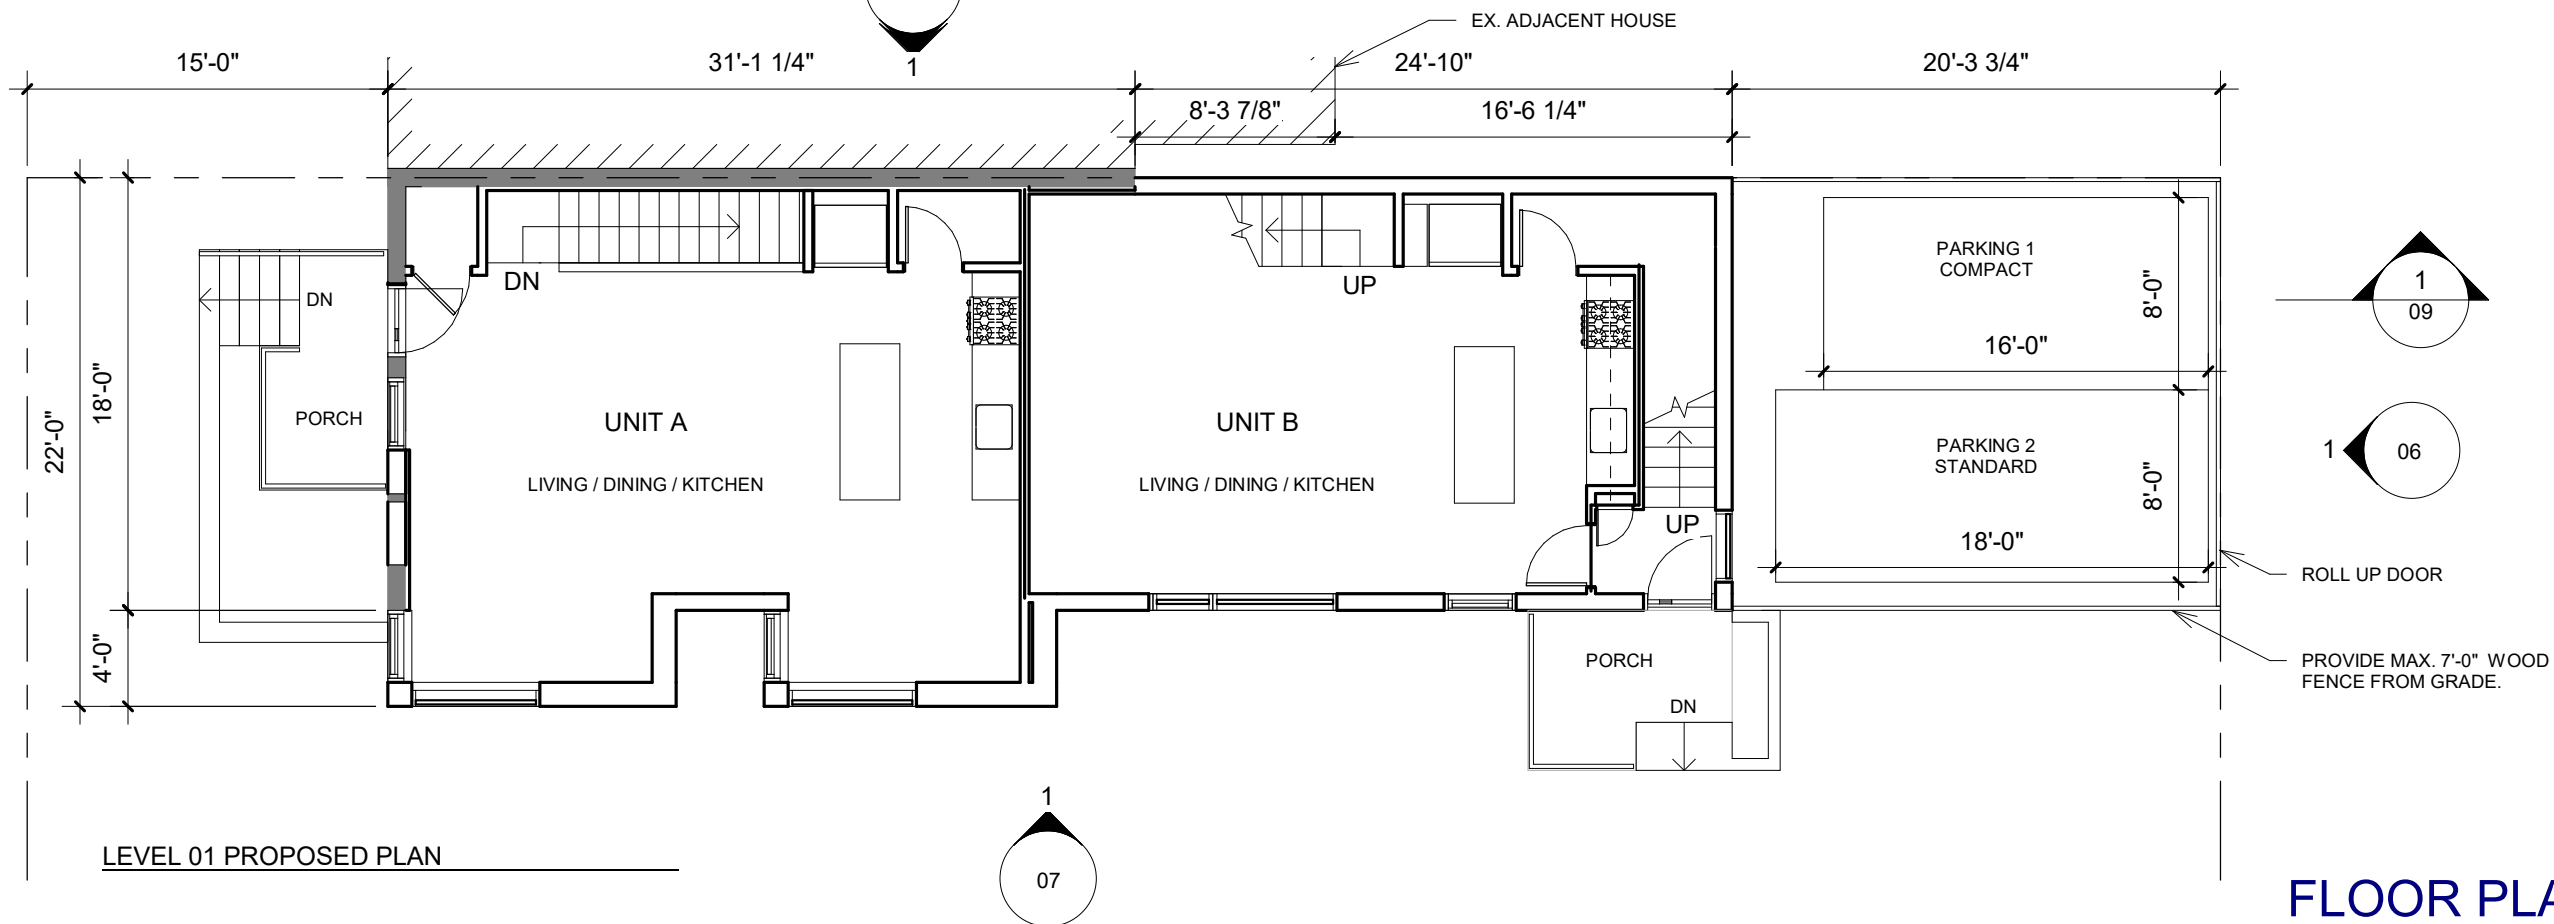 EX. ADJACENT HOUSE
15'-0"
31'-1 1/4"
1
24'-10"
20'-3 3/4"
8'-3 7/8"
16'-6 1/4"
DN
UP
PARKING 1
COMPACT
8'-0"
16'-0"
1
09
DN
18'-0"
22'-0"
PORCH
UNIT A
LIVING / DINING / KITCHEN
UNIT B
LIVING / DINING / KITCHEN
UP
PARKING 2
STANDARD
8'-0"
18'-0"
1
06
ROLL UP DOOR
4'-0"
PORCH
DN
PROVIDE MAX. 7'-0" WOOD
FENCE FROM GRADE.
1
07
LEVEL 01 PROPOSED PLAN
FLOOR PLA